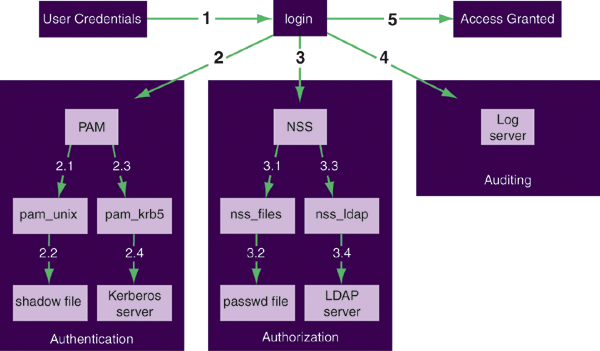 User Credentials
1
login
5
Access Granted
2
3
4
PAM
2.1
2.3
pam_unix
pam_krb5
2.2
2.4
shadow file
Kerberos
server
Authentication
NSS
3.1
3.3
nss_files
nss_ldap
3.2
3.4
passwd file
LDAP
server
Authorization
Log
server
Auditing